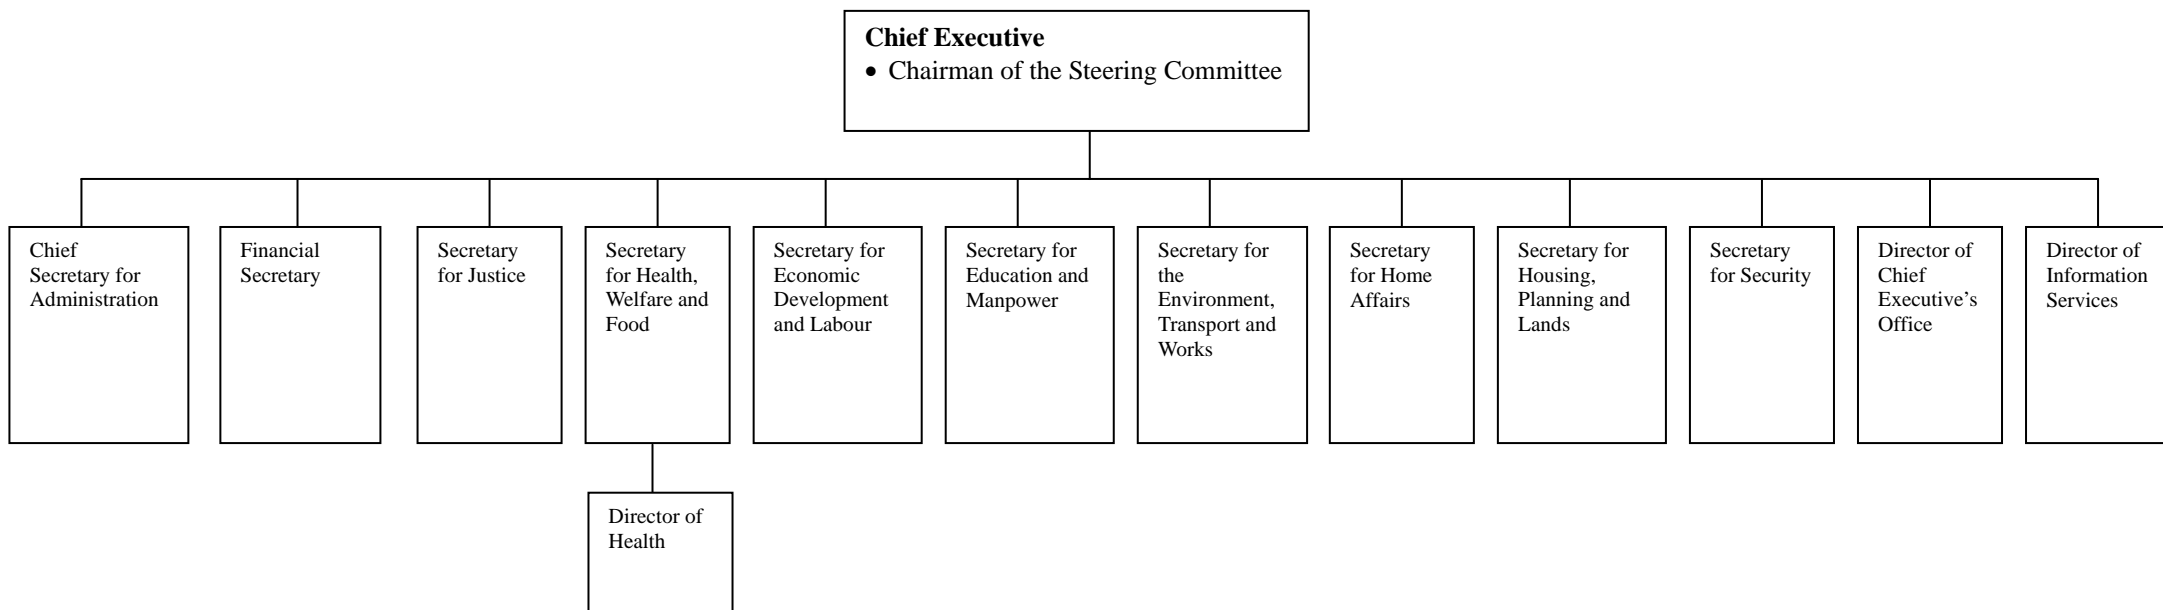 Chief Executive
• Chairman of the Steering Committee
Chief
Secretary for
Administration
Financial
Secretary
Secretary
for Justice
Secretary
for Health,
Welfare and
Food
Secretary for
Economic
Development
and Labour
Secretary for
Education and
Manpower
Secretary for
the
Environment,
Transport and
Works
Secretary
for Home
Affairs
Secretary for
Housing,
Planning and
Lands
Secretary
for Security
Director of
Chief
Executive’s
Office
Director of
Information
Services
Director of
Health